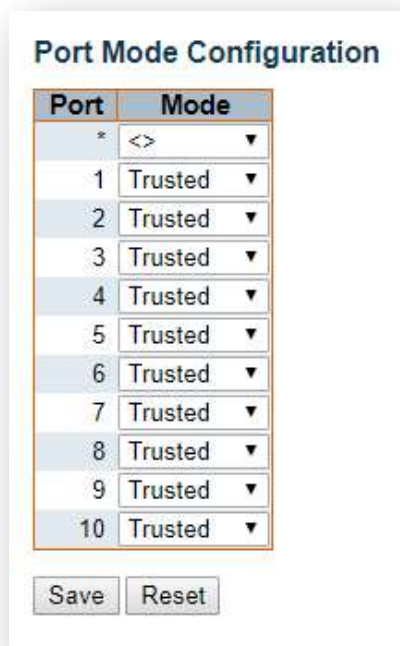 Port Mode Configuration
Port Mode
* <>
1 Trusted
2 Trusted
3 Trusted
4 Trusted
5 Trusted
6 Trusted
7 Trusted
8 Trusted
9 Trusted
10 Trusted
Save Reset